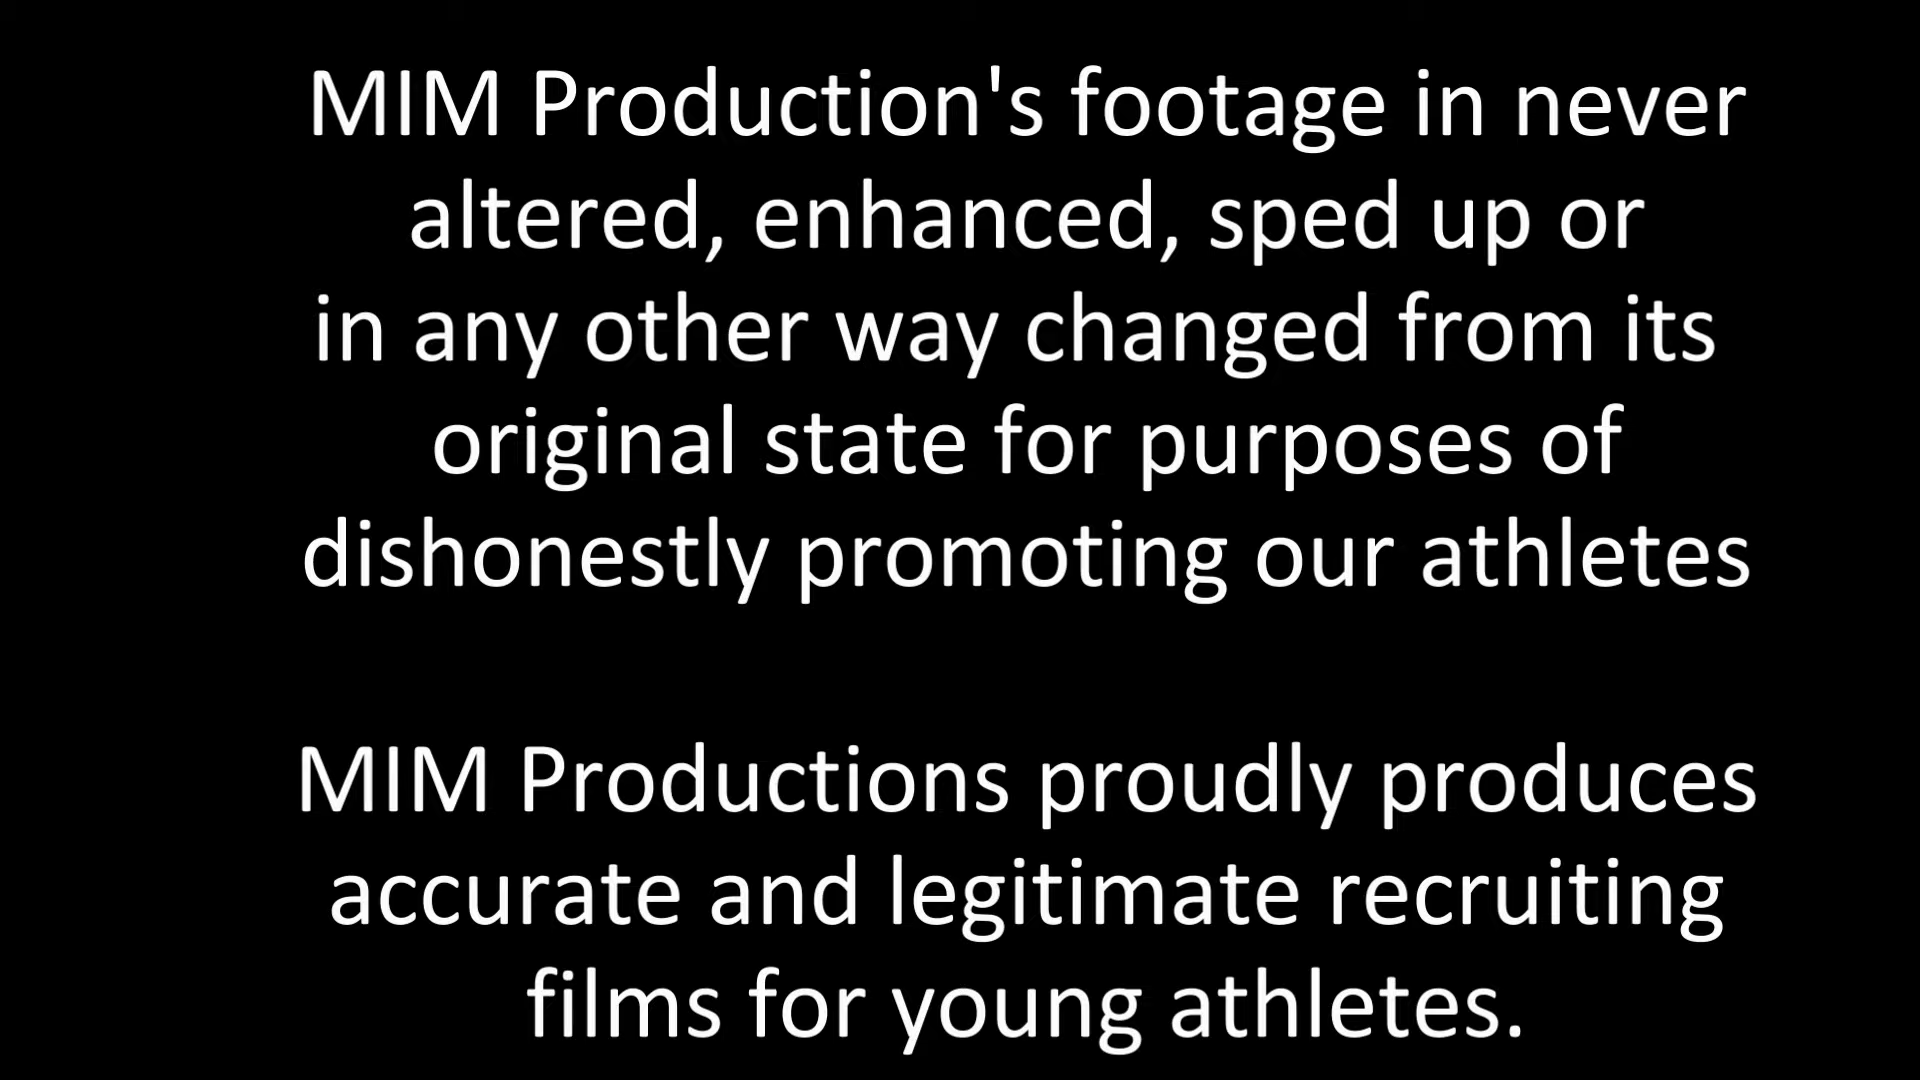 MIM Production's footage in never
altered, enhanced, sped up or
in any other way changed from its
original state for purposes of
dishonestly promoting our athletes
MIM Productions proudly produces
accurate and legitimate recruiting
films for young athletes.